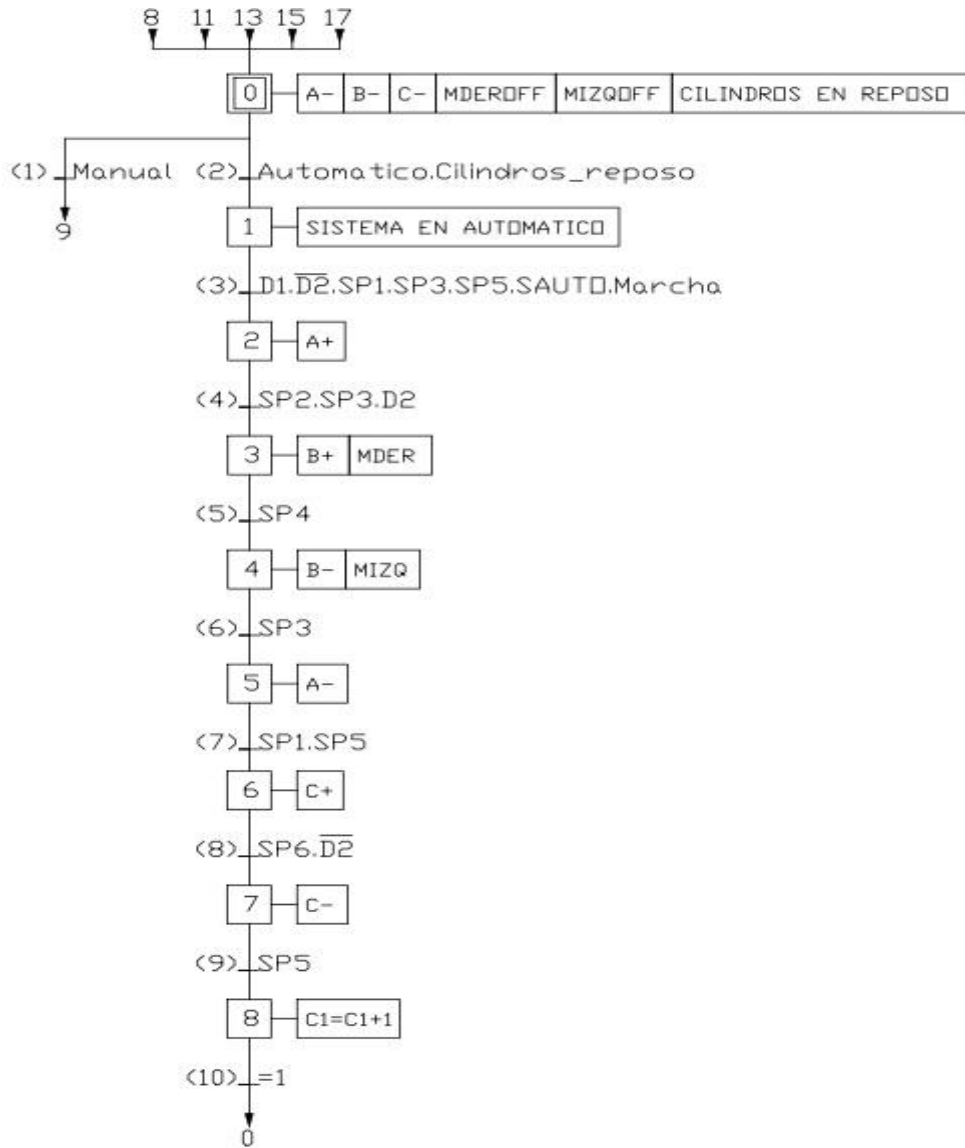 8 11 13 15 17
0 A- B- C- MDEROFF MIZQOFF CILINDROS EN REPOSO
(1) Manual (2) Automatico.Cilindros_reposo
9
1 SISTEMA EN AUTOMATICO
(3) D1.D̅2̅.SP1.SP3.SP5.SAUTO.Marcha
2 A+
(4) SP2.SP3.D2
3 B+ MDER
(5) SP4
4 B- MIZQ
(6) SP3
5 A-
(7) SP1.SP5
6 C+
(8) SP6.D̅2̅
7 C-
(9) SP5
8 C1=C1+1
(10) =1
0